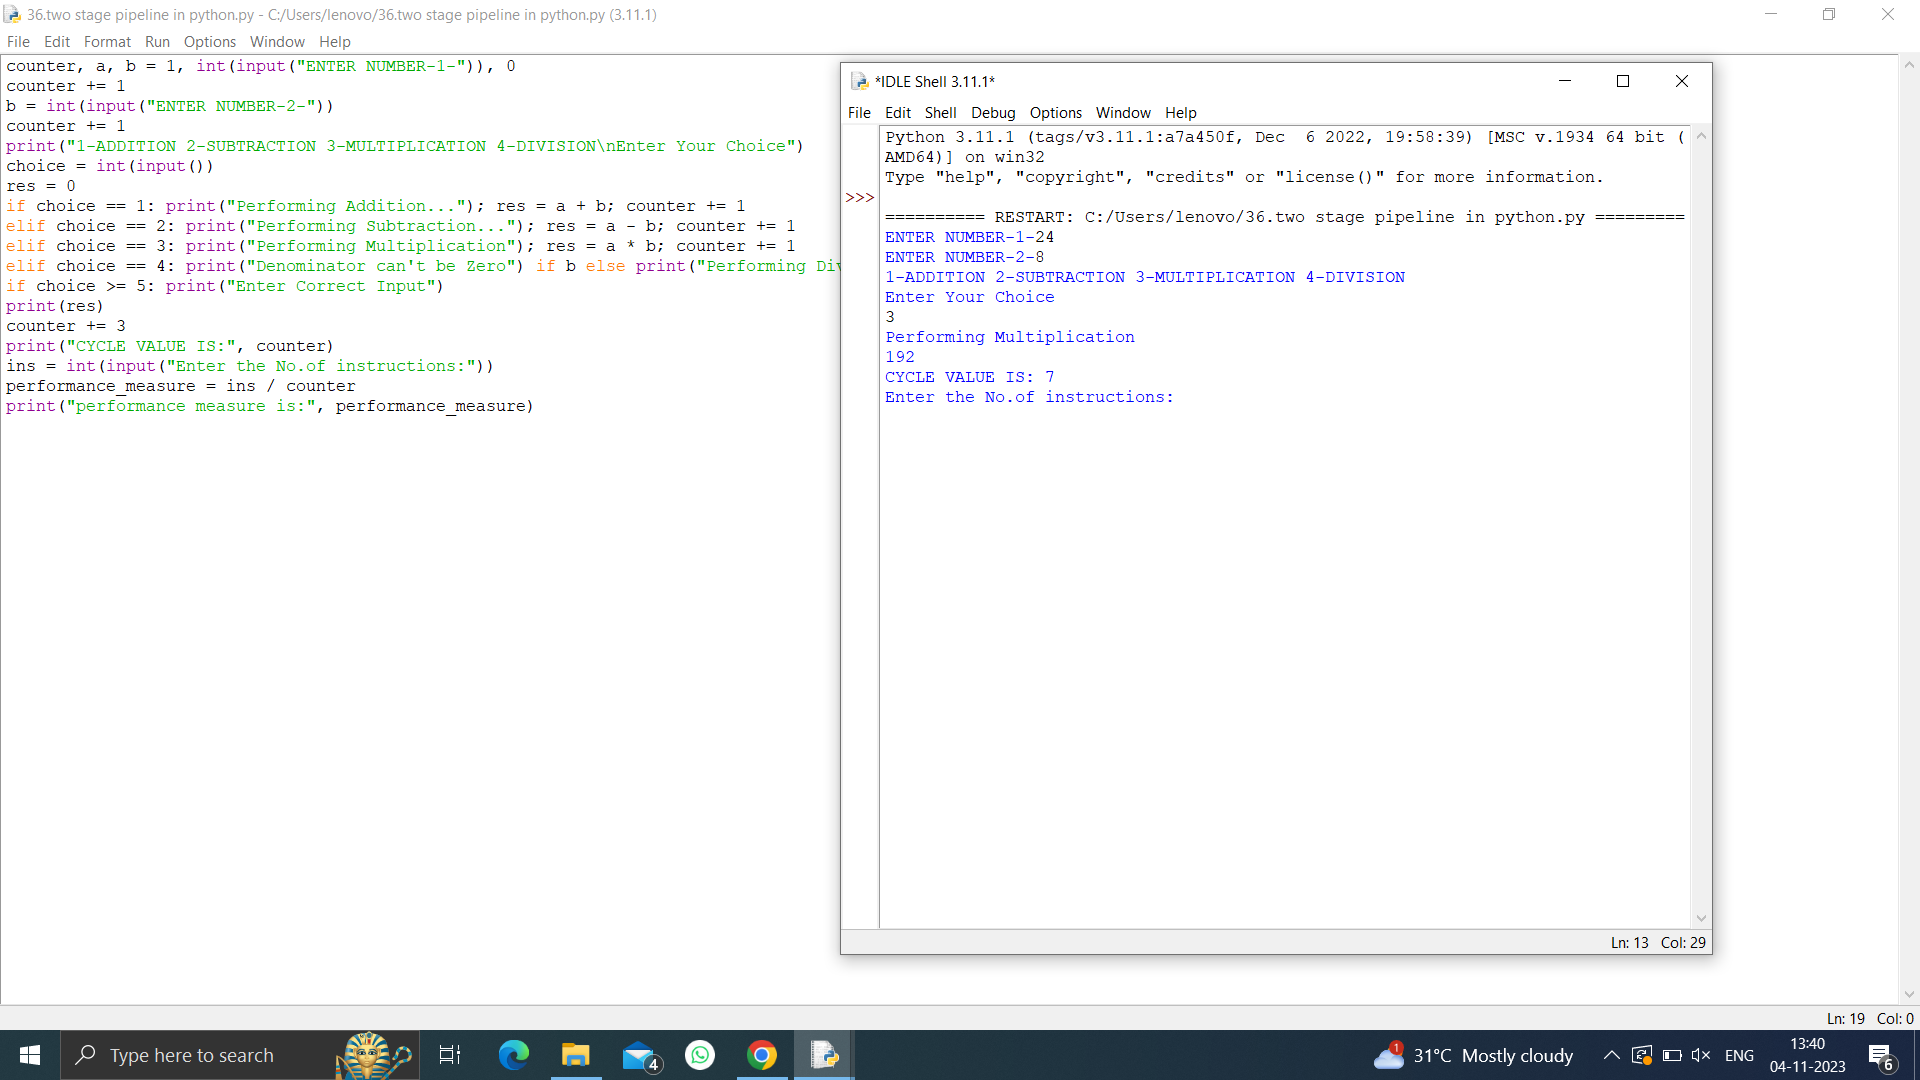 36.two stage pipeline in python.py - C:/Users/lenovo/36.two stage pipeline in python.py (3.11.1)
File Edit Format Run Options Window Help
counter, a, b = 1, int(input("ENTER NUMBER-1-")), 0
counter += 1
b = int(input("ENTER NUMBER-2-"))
counter += 1
print("1-ADDITION 2-SUBTRACTION 3-MULTIPLICATION 4-DIVISION\nEnter Your Choice")
choice = int(input())
res = 0
if choice == 1: print("Performing Addition..."); res = a + b; counter += 1
elif choice == 2: print("Performing Subtraction..."); res = a - b; counter += 1
elif choice == 3: print("Performing Multiplication"); res = a * b; counter += 1
elif choice == 4: print("Denominator can't be Zero") if b else print("Performing Di
if choice >= 5: print("Enter Correct Input")
print(res)
counter += 3
print("CYCLE VALUE IS:", counter)
ins = int(input("Enter the No.of instructions:"))
performance_measure = ins / counter
print("performance measure is:", performance_measure)
*IDLE Shell 3.11.1*
File Edit Shell Debug Options Window Help
Python 3.11.1 (tags/v3.11.1:a7a450f, Dec  6 2022, 19:58:39) [MSC v.1934 64 bit (
AMD64)] on win32
Type "help", "copyright", "credits" or "license()" for more information.
>>>
========== RESTART: C:/Users/lenovo/36.two stage pipeline in python.py =========
ENTER NUMBER-1-24
ENTER NUMBER-2-8
1-ADDITION 2-SUBTRACTION 3-MULTIPLICATION 4-DIVISION
Enter Your Choice
3
Performing Multiplication
192
CYCLE VALUE IS: 7
Enter the No.of instructions:
Ln: 13 Col: 29
Ln: 19 Col: 0
Type here to search
4
1
31°C Mostly cloudy
ENG
13:40
04-11-2023
6